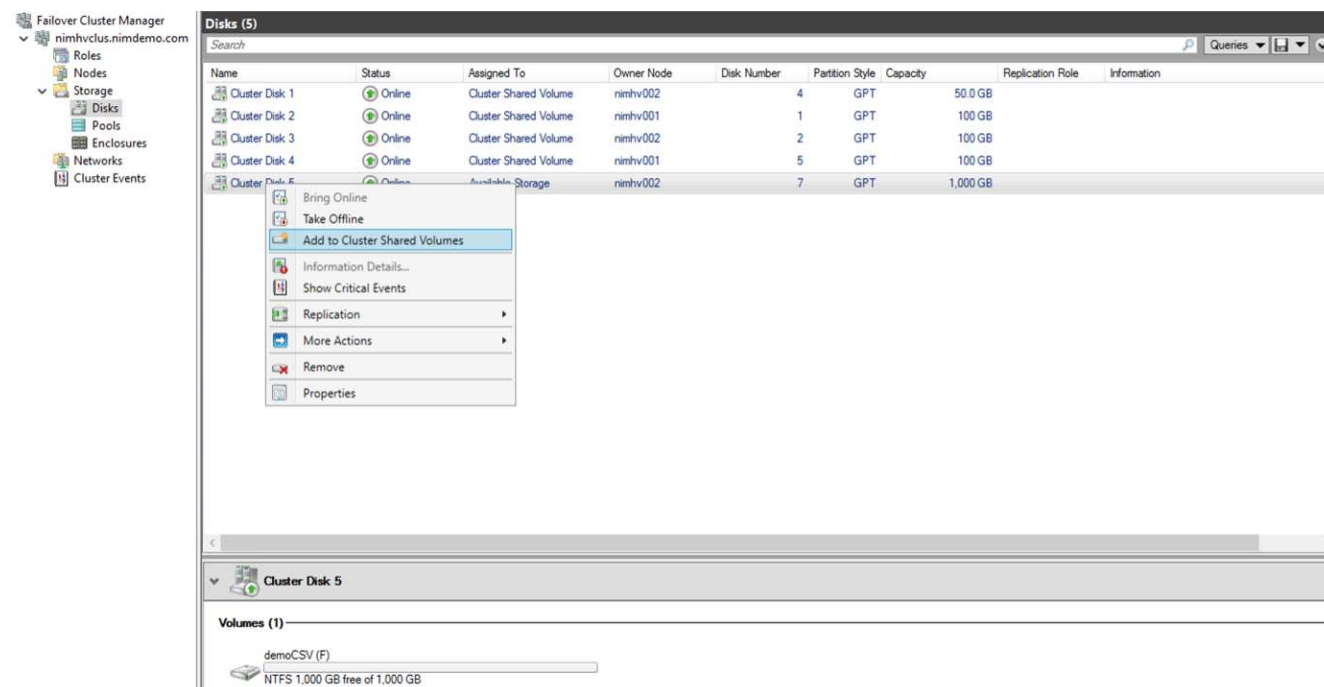 Failover Cluster Manager
nimhvclus.nimdemo.com
Roles
Nodes
Storage
Disks
Pools
Enclosures
Networks
Cluster Events
Disks (5)
Search
Queries
Name Status Assigned To Owner Node Disk Number Partition Style Capacity Replication Role Information
Cluster Disk 1 Online Cluster Shared Volume nimhv002 4 GPT 50.0 GB
Cluster Disk 2 Online Cluster Shared Volume nimhv001 1 GPT 100 GB
Cluster Disk 3 Online Cluster Shared Volume nimhv002 2 GPT 100 GB
Cluster Disk 4 Online Cluster Shared Volume nimhv001 5 GPT 100 GB
Cluster Disk 5 Online Available Storage nimhv002 7 GPT 1,000 GB
Bring Online
Take Offline
Add to Cluster Shared Volumes
Information Details...
Show Critical Events
Replication
More Actions
Remove
Properties
Cluster Disk 5
Volumes (1)
demoCSV (F)
NTFS 1,000 GB free of 1,000 GB